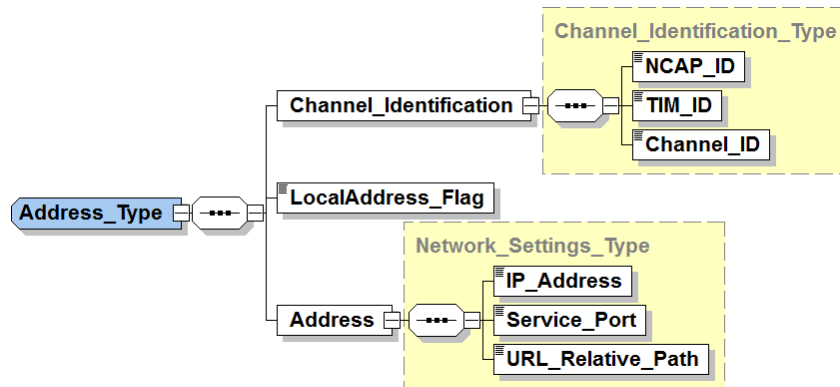 Channel_Identification_Type
NCAP_ID
Channel_Identification
TIM_ID
Channel_ID
LocalAddress_Flag
Address_Type
Network_Settings_Type
IP_Address
Address
Service_Port
URL_Relative_Path